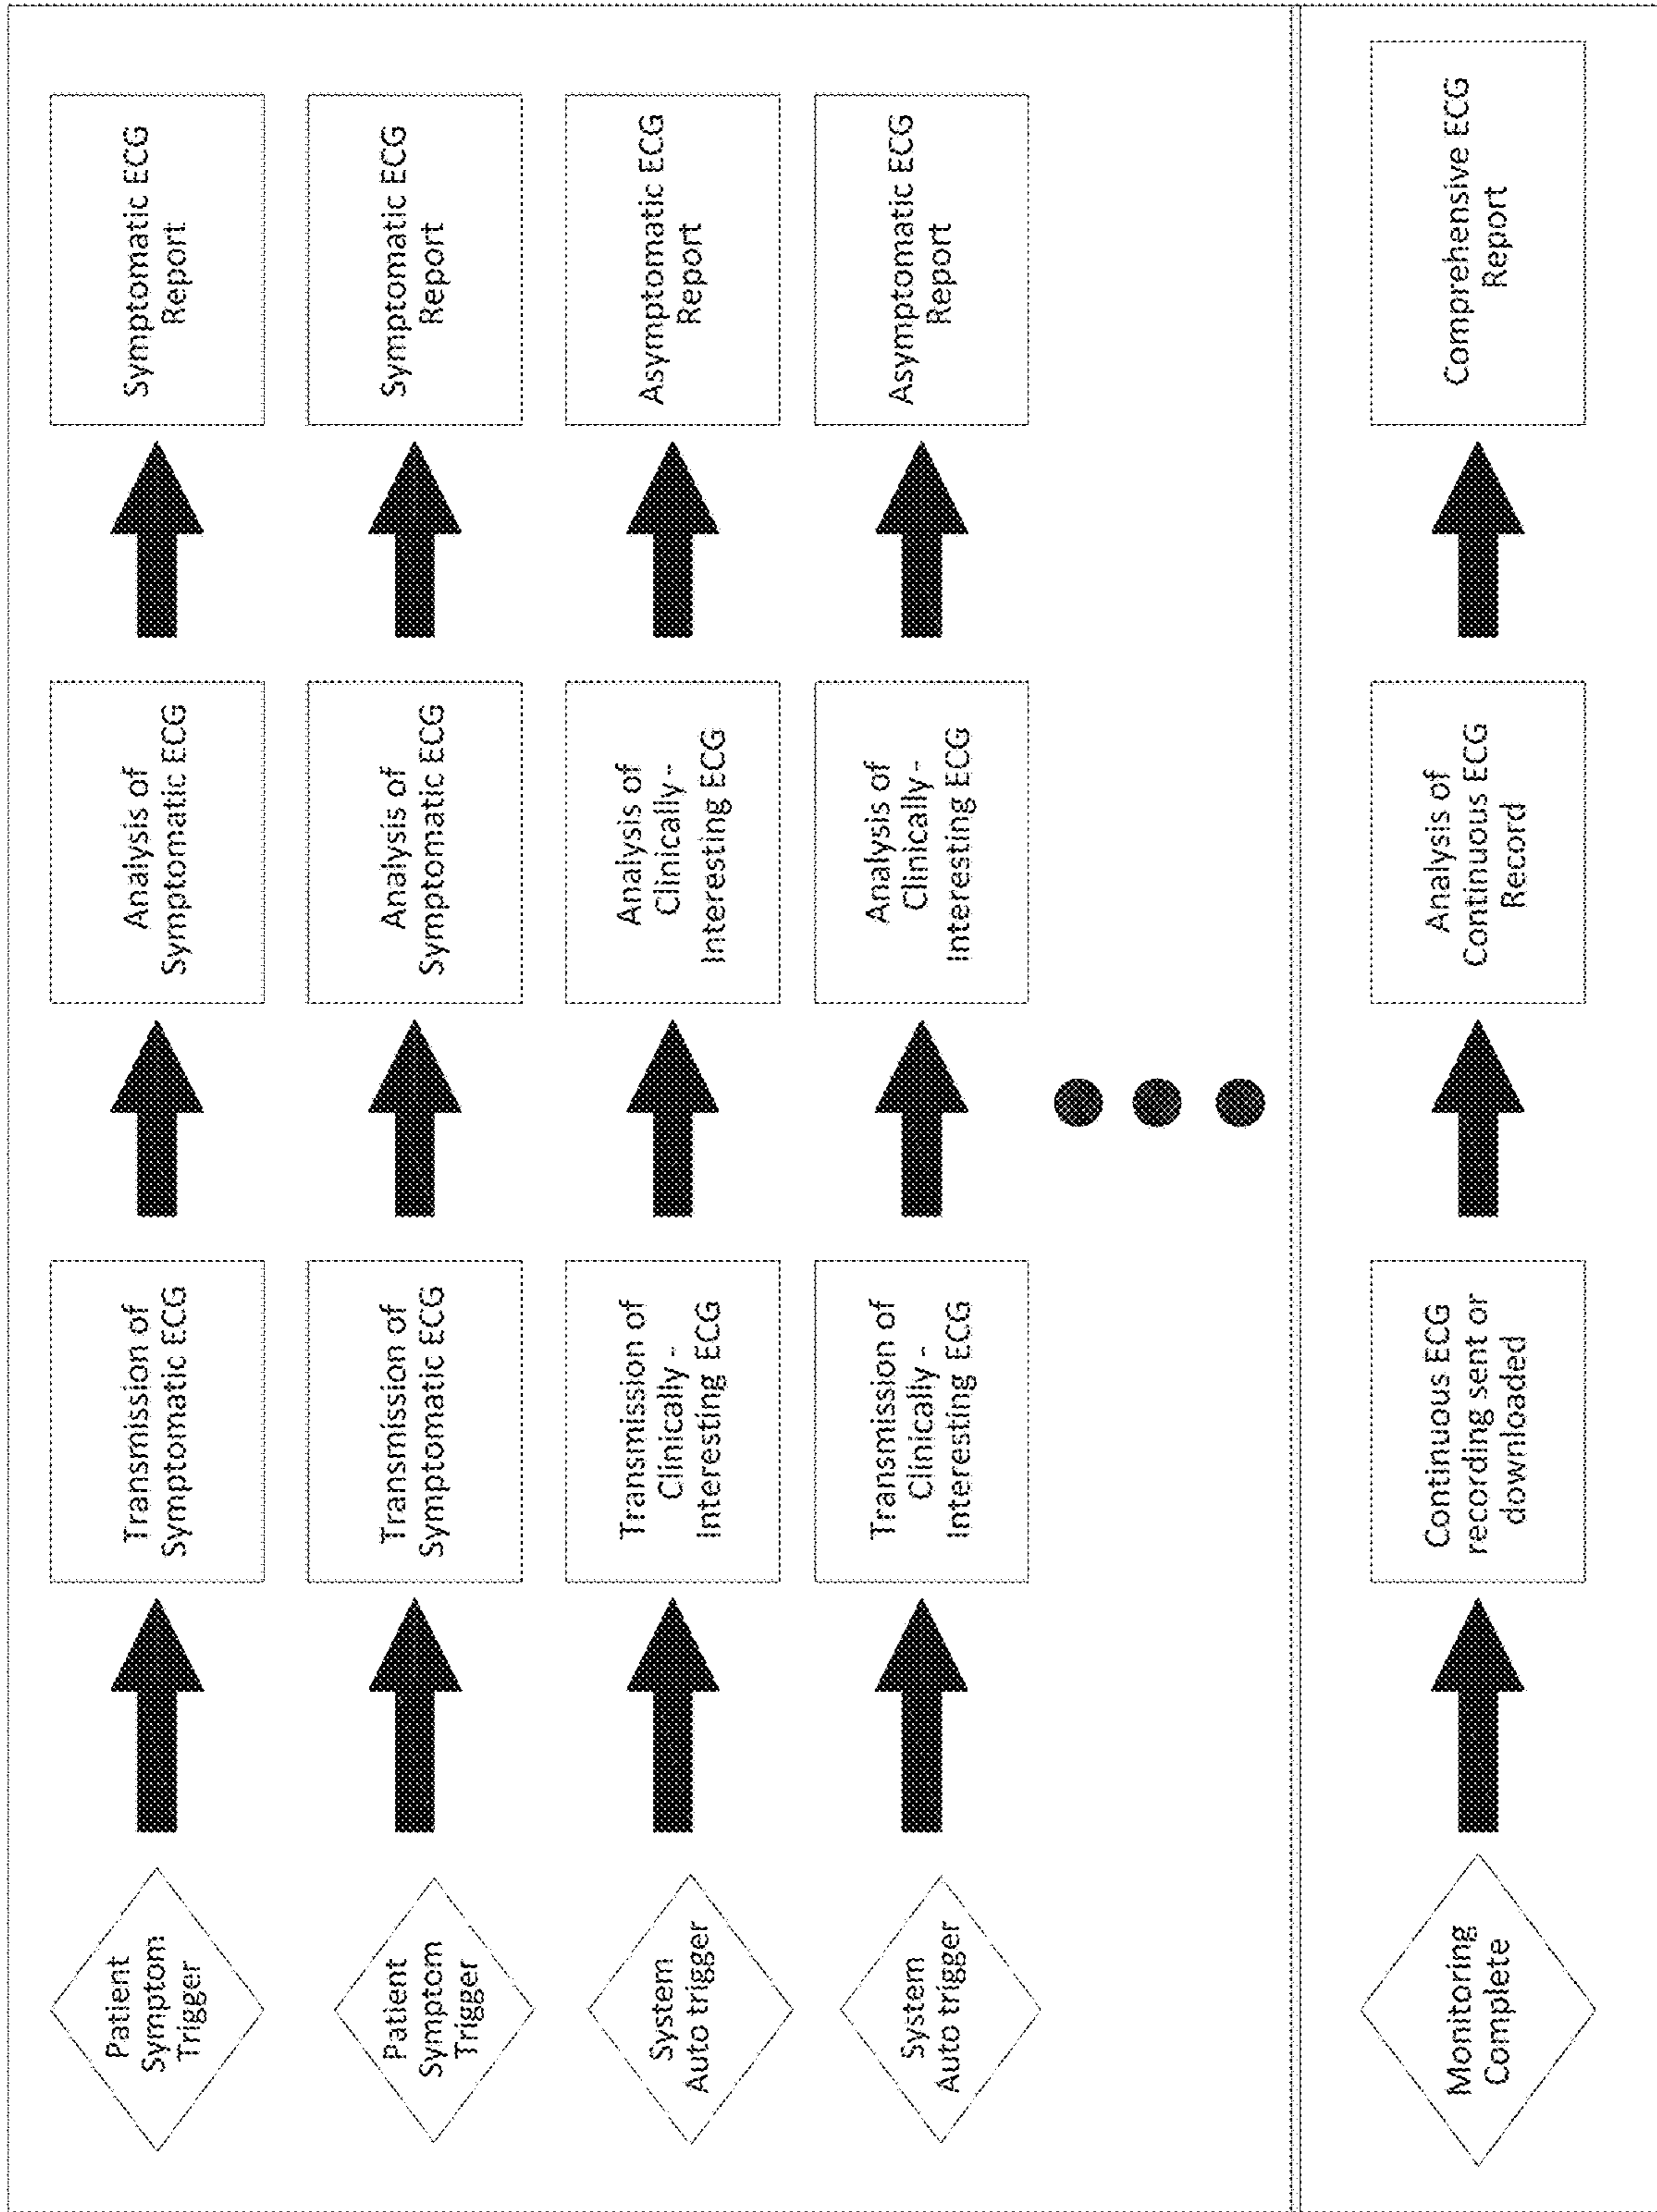 Patient
Symptom
Trigger
Transmission of
Symptomatic ECG
Analysis of
Symptomatic ECG
Symptomatic ECG
Report
Patient
Symptom
Trigger
Transmission of
Symptomatic ECG
Analysis of
Symptomatic ECG
Symptomatic ECG
Report
System
Auto trigger
Transmission of
Clinically -
Interesting ECG
Analysis of
Clinically -
Interesting ECG
Asymptomatic ECG
Report
System
Auto trigger
Transmission of
Clinically -
Interesting ECG
Analysis of
Clinically -
Interesting ECG
Asymptomatic ECG
Report
Monitoring
Complete
Continuous ECG
recording sent or
downloaded
Analysis of
Continuous ECG
Record
Comprehensive ECG
Report